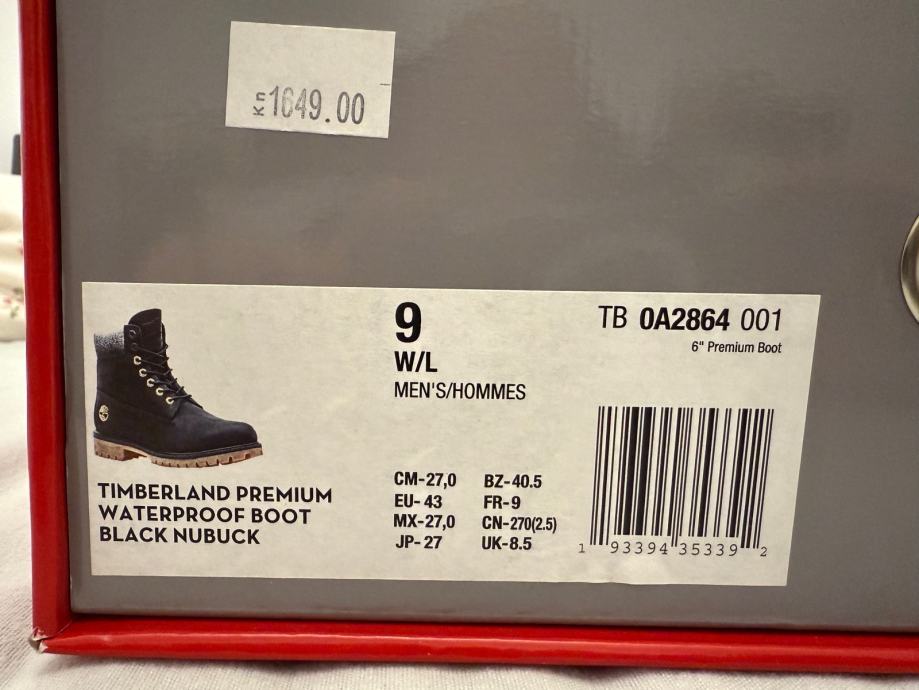 Kn 1649.00
9
W/L
MEN'S/HOMMES
TB 0A2864 001
6" Premium Boot
TIMBERLAND PREMIUM
WATERPROOF BOOT
BLACK NUBUCK
CM-27,0 BZ-40.5
EU-43 FR-9
MX-27,0 CN-270(2.5)
JP-27 UK-8.5
1 93394 35339 2